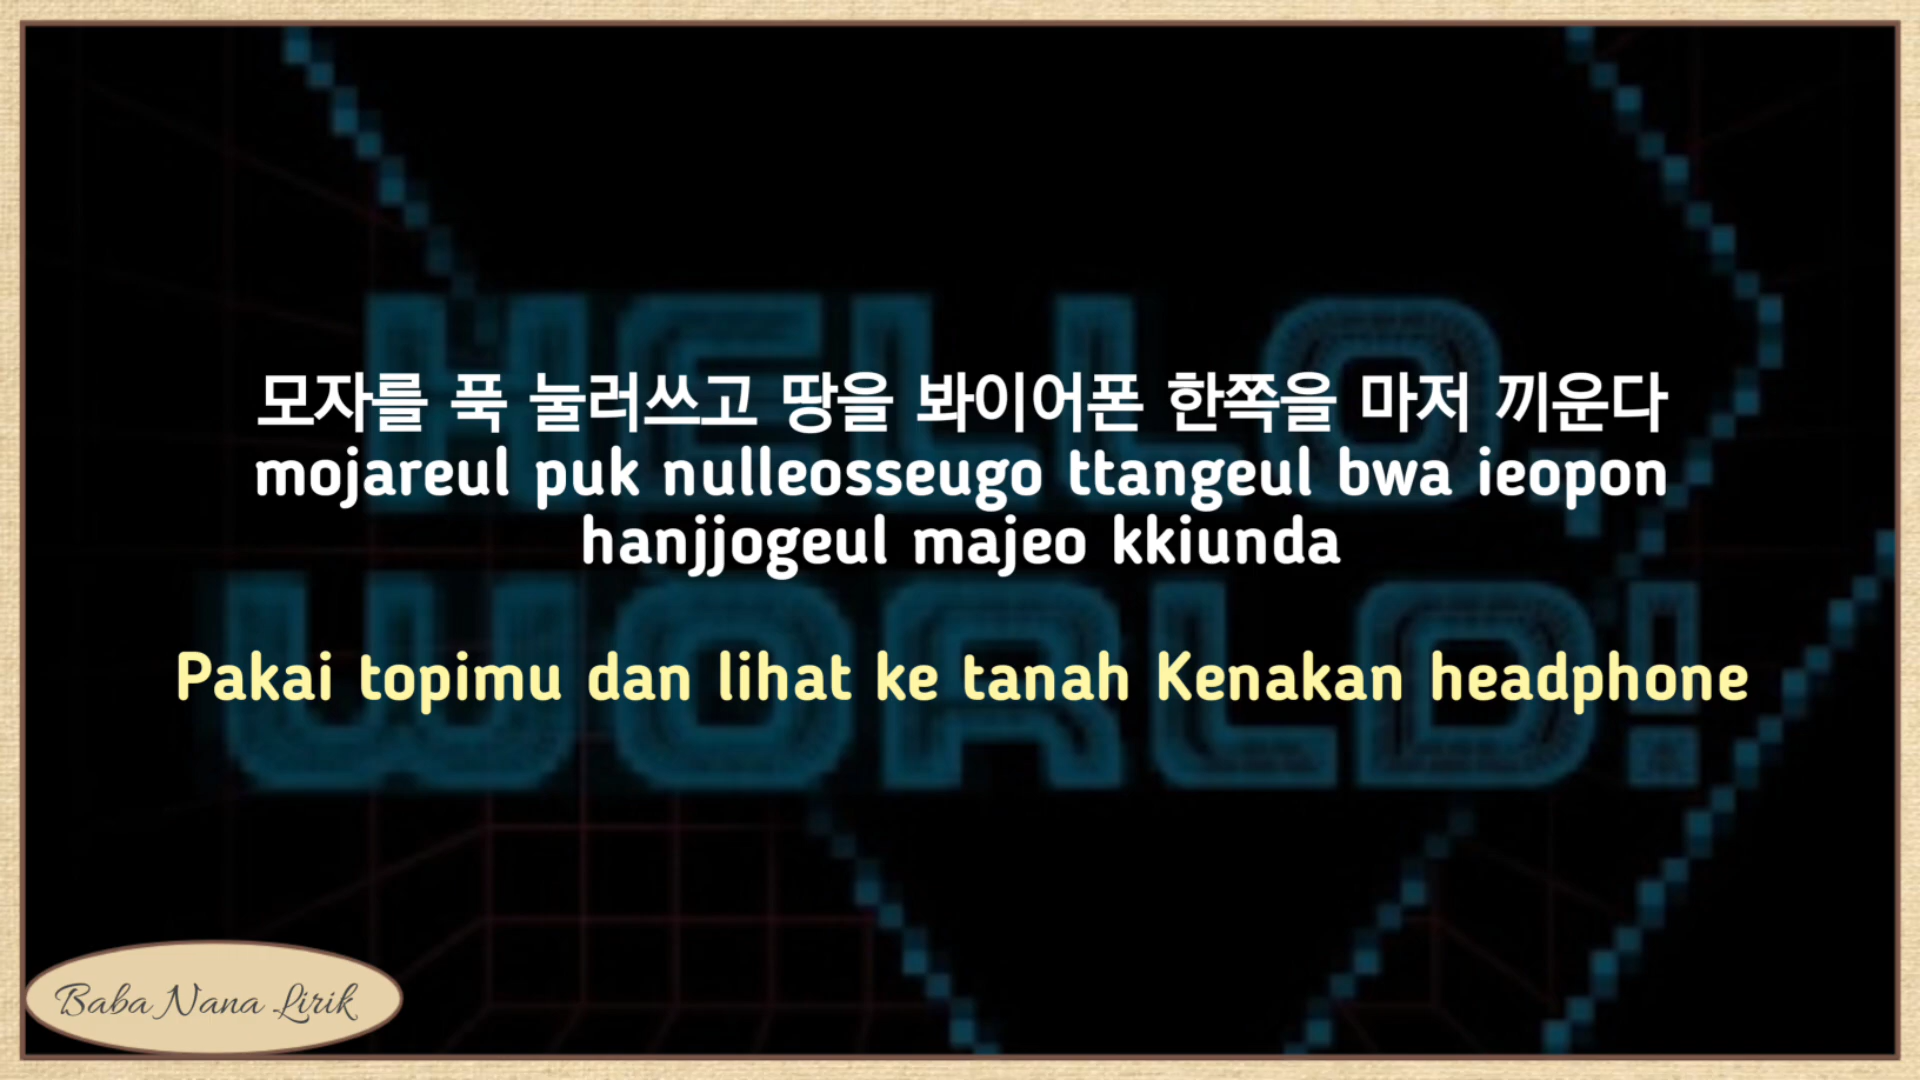 모자를 푹 눌러쓰고 땅을 봐이어폰 한쪽을 마저 끼운다
mojareul puk nulleosseugo ttangeul bwa ieopon
hanjjogeul majeo kkiunda
Pakai topimu dan lihat ke tanah Kenakan headphone
HELLO,
WORLD!
Baba Nana Lirik